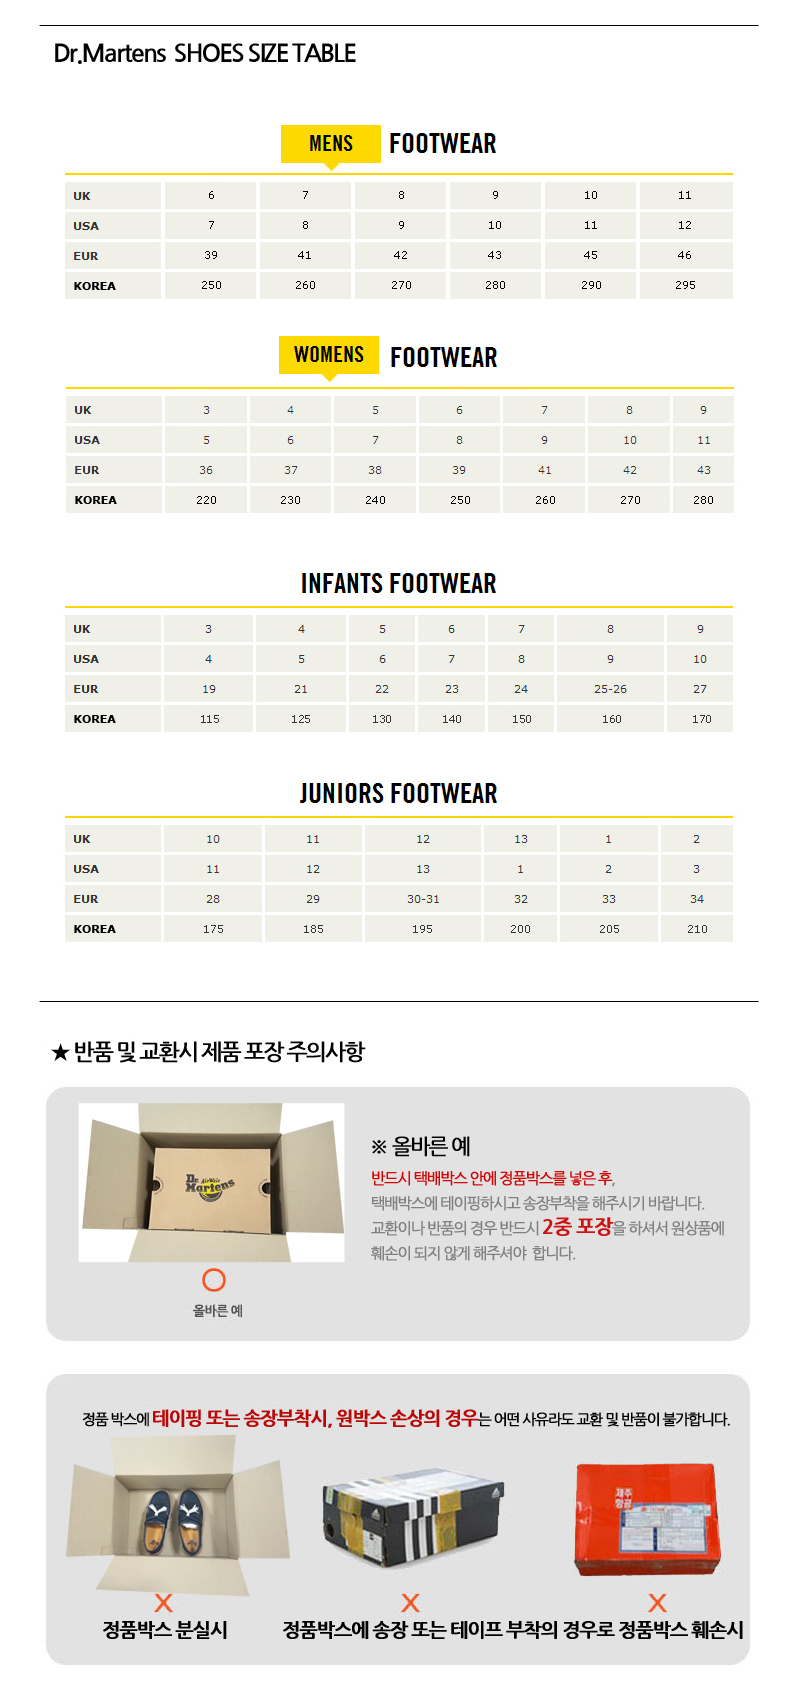 Dr.Martens SHOES SIZE TABLE
MENS FOOTWEAR
UK 6 7 8 9 10 11
USA 7 8 9 10 11 12
EUR 39 41 42 43 45 46
KOREA 250 260 270 280 290 295
WOMENS FOOTWEAR
UK 3 4 5 6 7 8 9
USA 5 6 7 8 9 10 11
EUR 36 37 38 39 41 42 43
KOREA 220 230 240 250 260 270 280
INFANTS FOOTWEAR
UK 3 4 5 6 7 8 9
USA 4 5 6 7 8 9 10
EUR 19 21 22 23 24 25-26 27
KOREA 115 125 130 140 150 160 170
JUNIORS FOOTWEAR
UK 10 11 12 13 1 2
USA 11 12 13 1 2 3
EUR 28 29 30-31 32 33 34
KOREA 175 185 195 200 205 210
★ 반품 및 교환시 제품 포장 주의사항
Dr. Martens
AirWair
※ 올바른 예
반드시 택배박스 안에 정품박스를 넣은 후,
택배박스에 테이핑하시고 송장부착을 해주시기 바랍니다.
교환이나 반품의 경우 반드시 2중 포장을 하셔서 원상품에
훼손이 되지 않게 해주셔야 합니다.
올바른 예
정품 박스에 테이핑 또는 송장부착시, 원박스 손상의 경우는 어떤 사유라도 교환 및 반품이 불가합니다.
제주
항공
X X X
정품박스 분실시
정품박스에 송장 또는 테이프 부착의 경우로 정품박스 훼손시